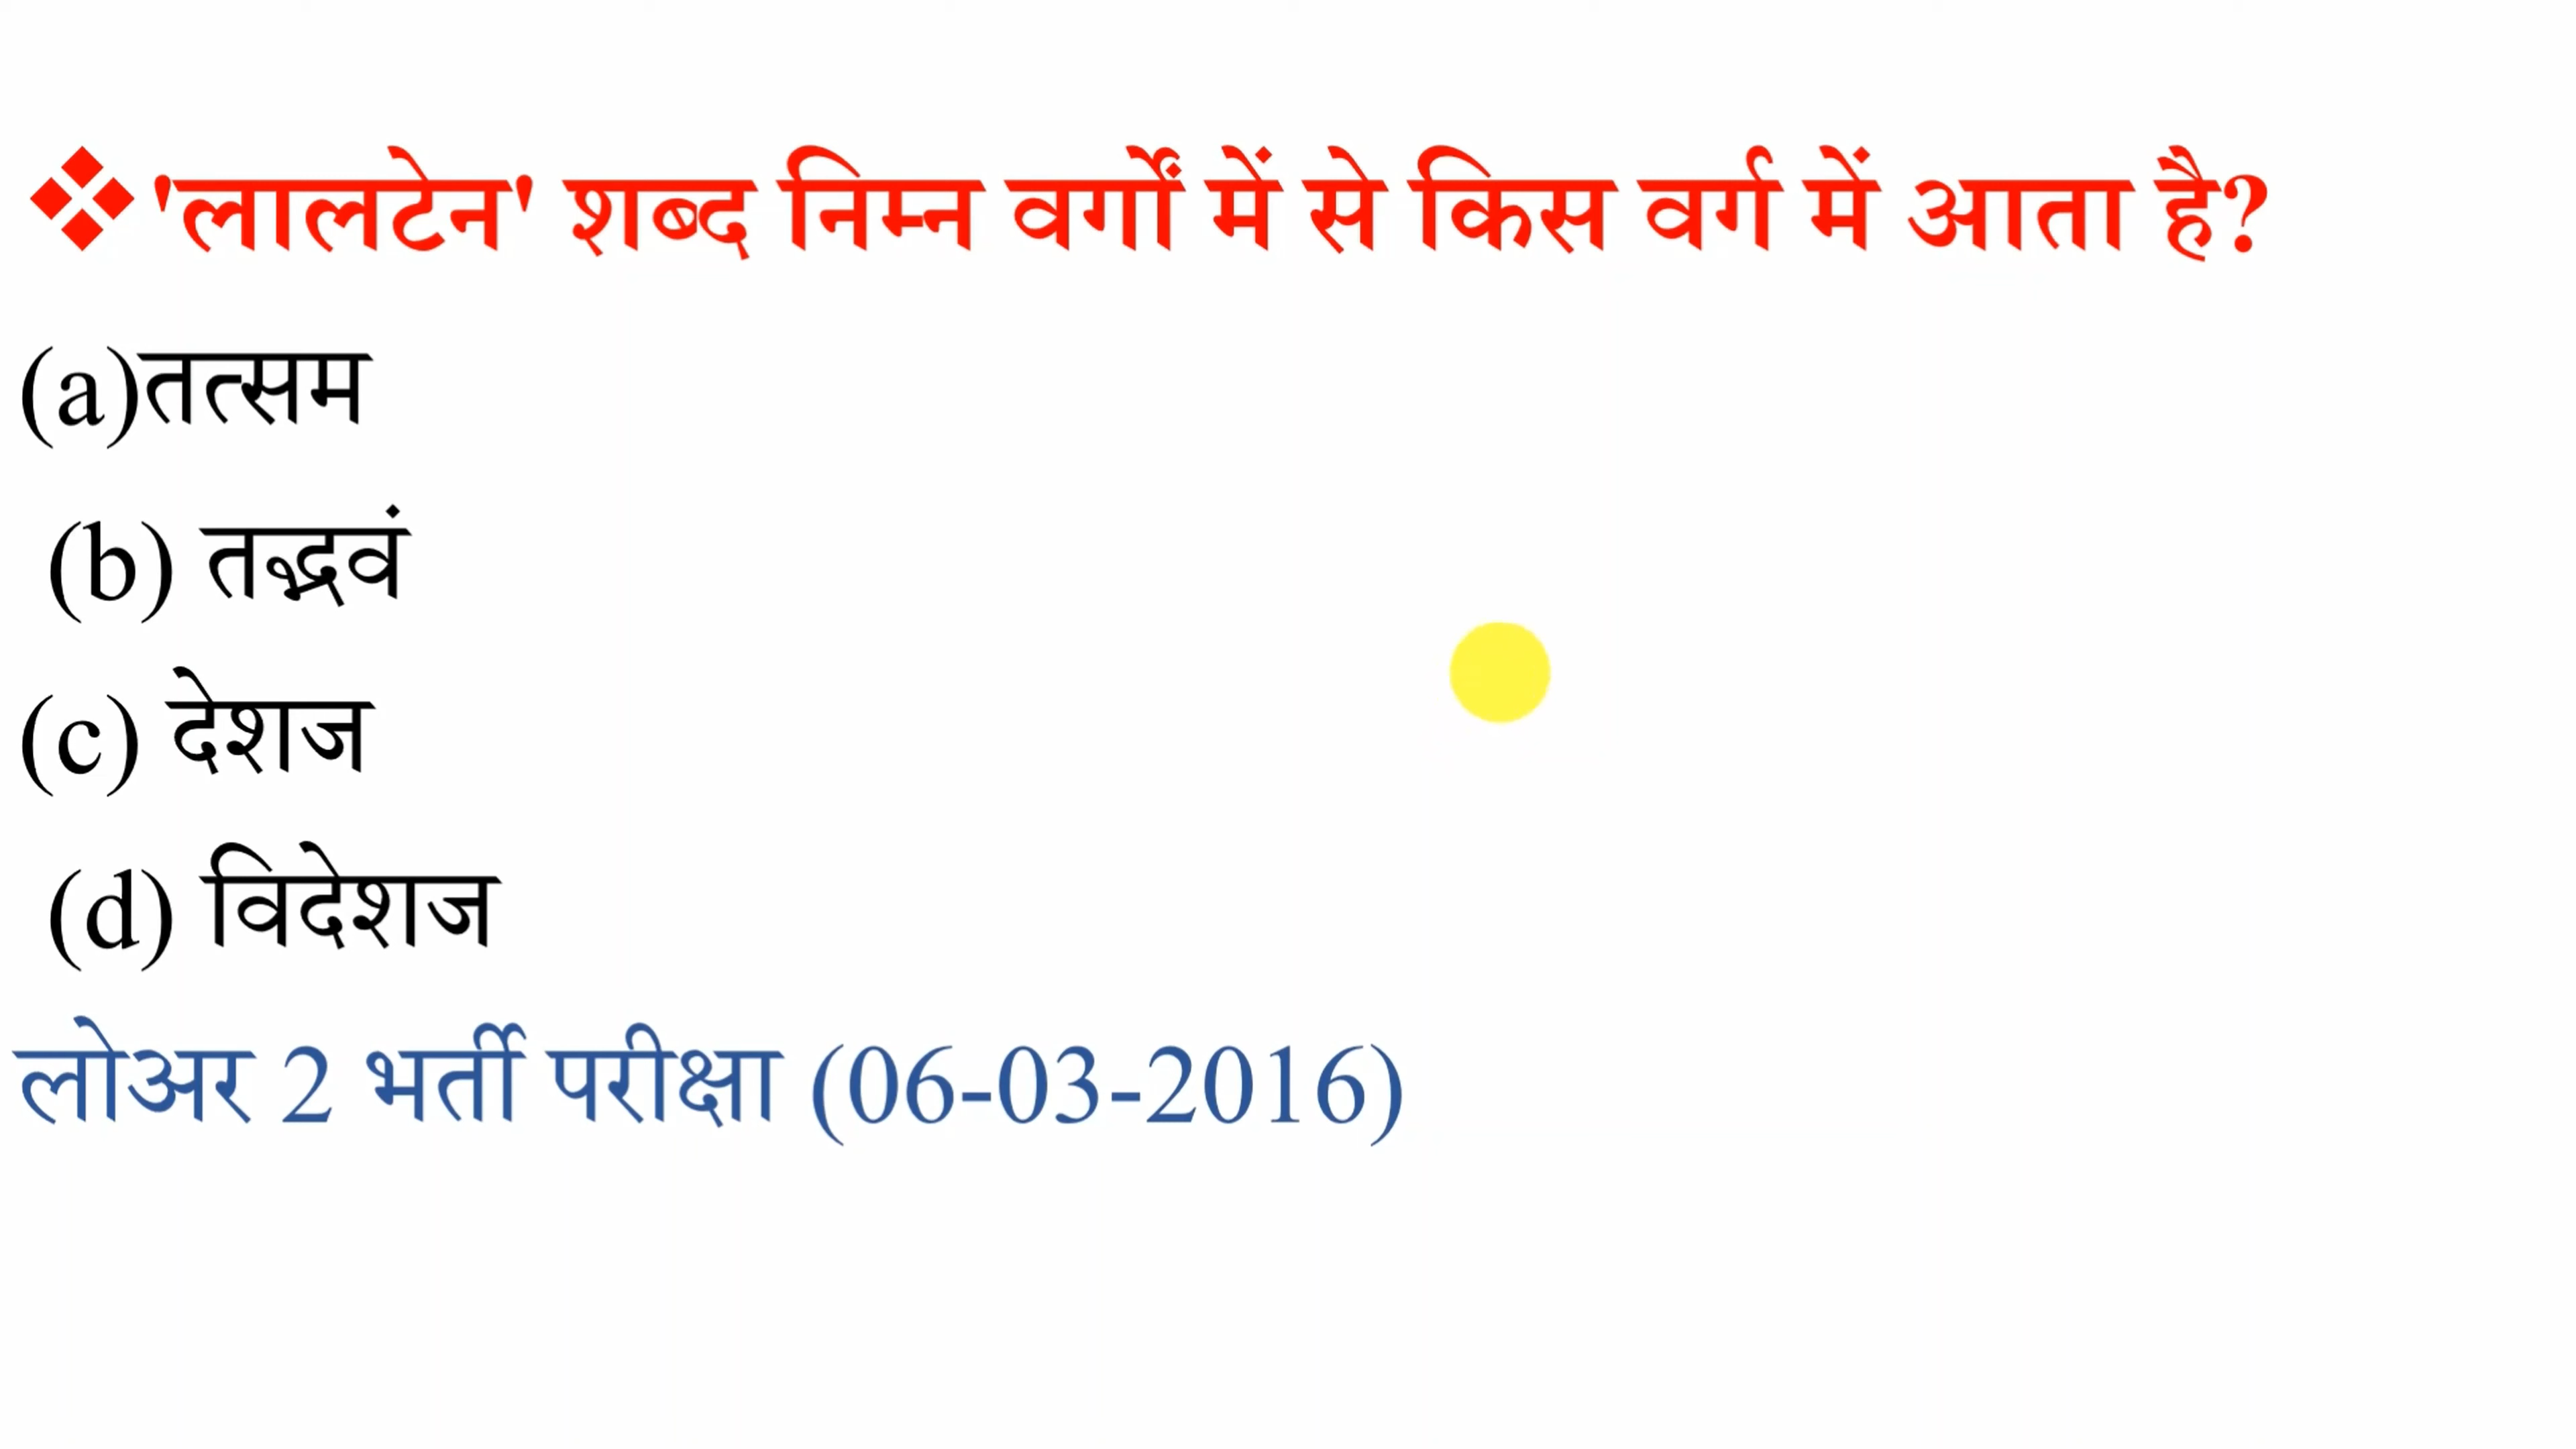 ❖'लालटेन' शब्द निम्न वर्गों में से किस वर्ग में आता है?
(a)तत्सम
(b) तद्भवं
(c) देशज
(d) विदेशज
लोअर 2 भर्ती परीक्षा (06-03-2016)